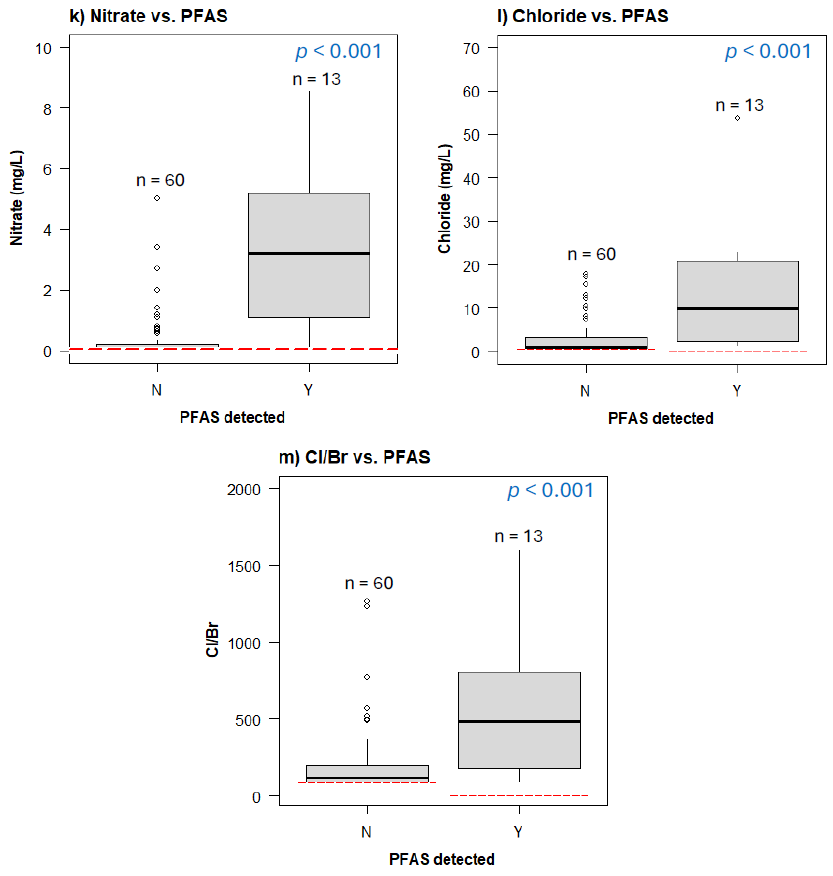 k) Nitrate vs. PFAS
p < 0.001
n = 13
n = 60
10
8
6
4
2
0
Nitrate (mg/L)
N
Y
PFAS detected
l) Chloride vs. PFAS
p < 0.001
n = 13
n = 60
70
60
50
40
30
20
10
0
Chloride (mg/L)
N
Y
PFAS detected
m) Cl/Br vs. PFAS
p < 0.001
n = 13
n = 60
2000
1500
1000
500
0
Cl/Br
N
Y
PFAS detected